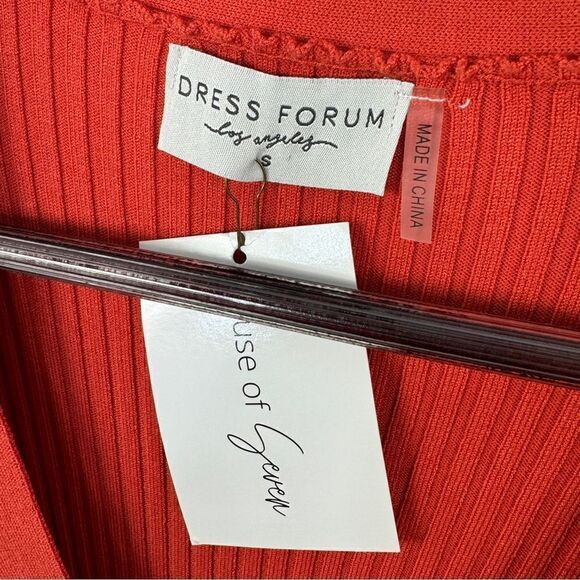 DRESS FORUM
los angeles
S
MADE IN CHINA
use of
Seven